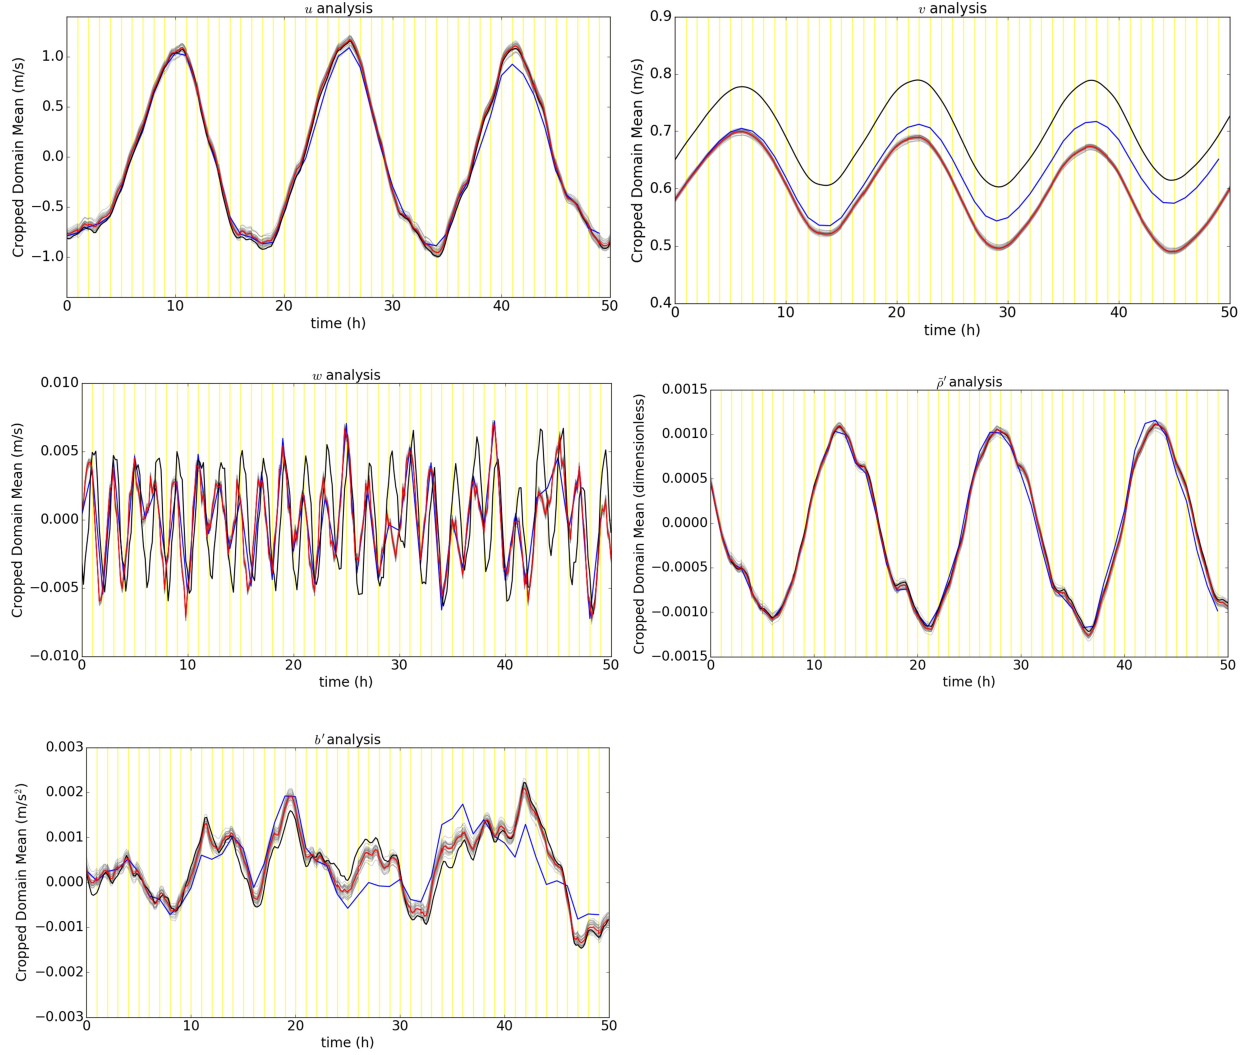 u analysis
Cropped Domain Mean (m/s)
1.0
0.5
0.0
−0.5
−1.0
0 10 20 30 40 50
time (h)
v analysis
Cropped Domain Mean (m/s)
0.9
0.8
0.7
0.6
0.5
0.4
0 10 20 30 40 50
time (h)
w analysis
Cropped Domain Mean (m/s)
0.010
0.005
0.000
−0.005
−0.010
0 10 20 30 40 50
time (h)
ρ̃′ analysis
Cropped Domain Mean (dimensionless)
0.0015
0.0010
0.0005
0.0000
−0.0005
−0.0010
−0.0015
0 10 20 30 40 50
time (h)
b′ analysis
Cropped Domain Mean (m/s²)
0.003
0.002
0.001
0.000
−0.001
−0.002
−0.003
0 10 20 30 40 50
time (h)